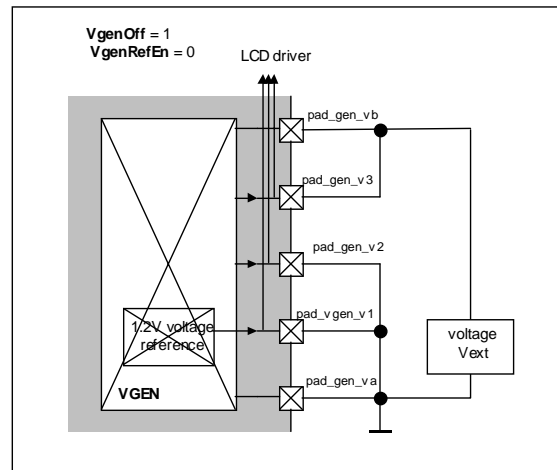 VgenOff = 1
VgenRefEn = 0
LCD driver
pad_gen_vb
pad_gen_v3
pad_gen_v2
pad_vgen_v1
pad_gen_va
1.2V voltage
reference
VGEN
voltage
Vext